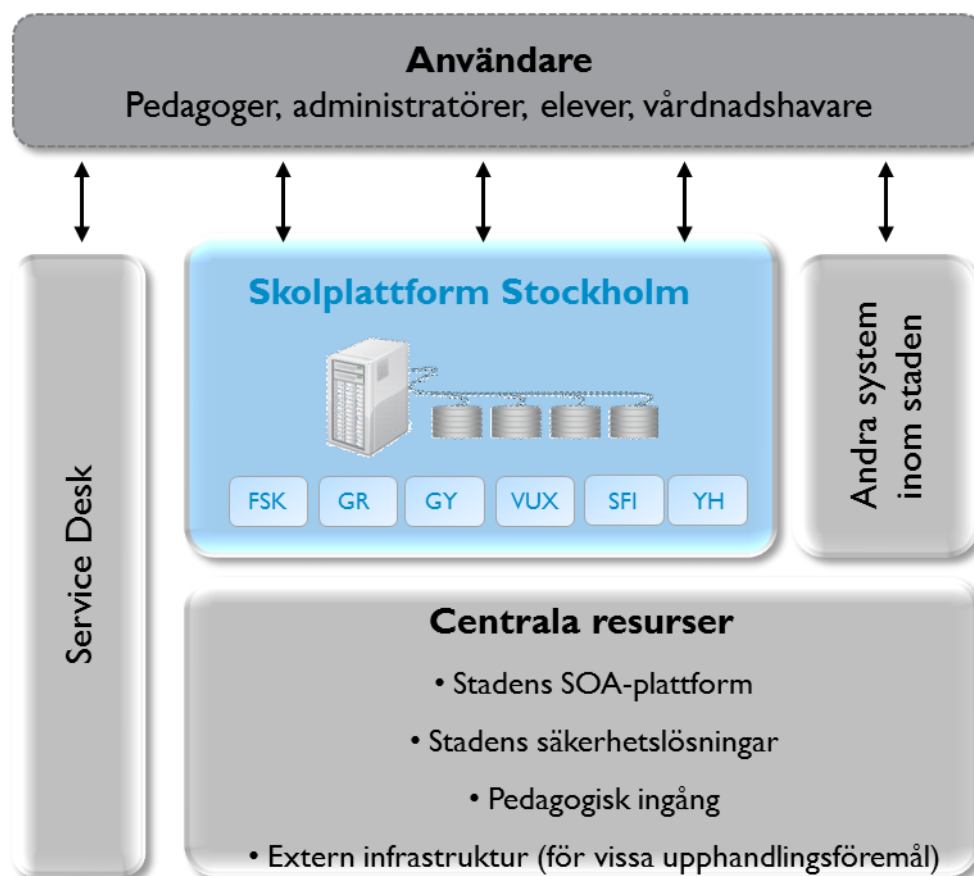 Användare
Pedagoger, administratörer, elever, vårdnadshavare
Service Desk
Skolplattform Stockholm
FSK GR GY VUX SFI YH
Andra system
inom staden
Centrala resurser
• Stadens SOA-plattform
• Stadens säkerhetslösningar
• Pedagogisk ingång
• Extern infrastruktur (för vissa upphandlingsföremål)